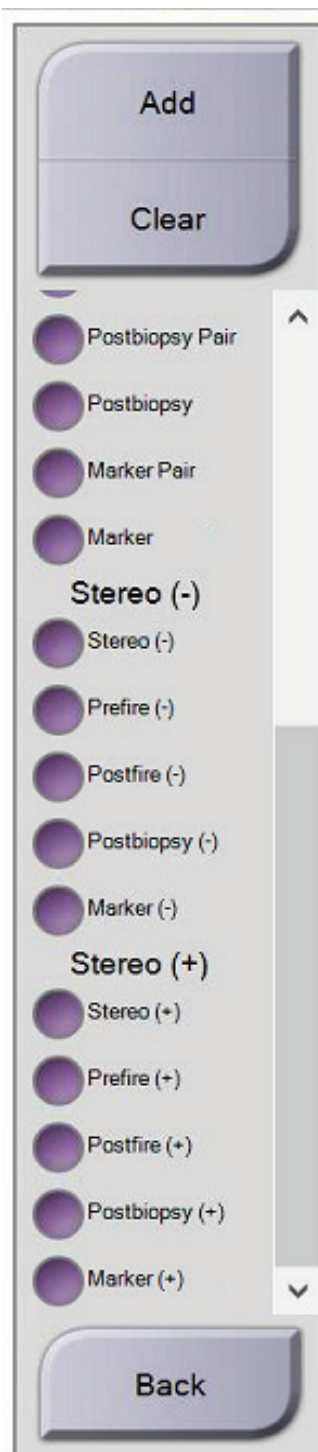 Add
Clear
Postbiopsy Pair
Postbiopsy
Marker Pair
Marker
Stereo (-)
Stereo (-)
Prefire (-)
Postfire (-)
Postbiopsy (-)
Marker (-)
Stereo (+)
Stereo (+)
Prefire (+)
Postfire (+)
Postbiopsy (+)
Marker (+)
Back